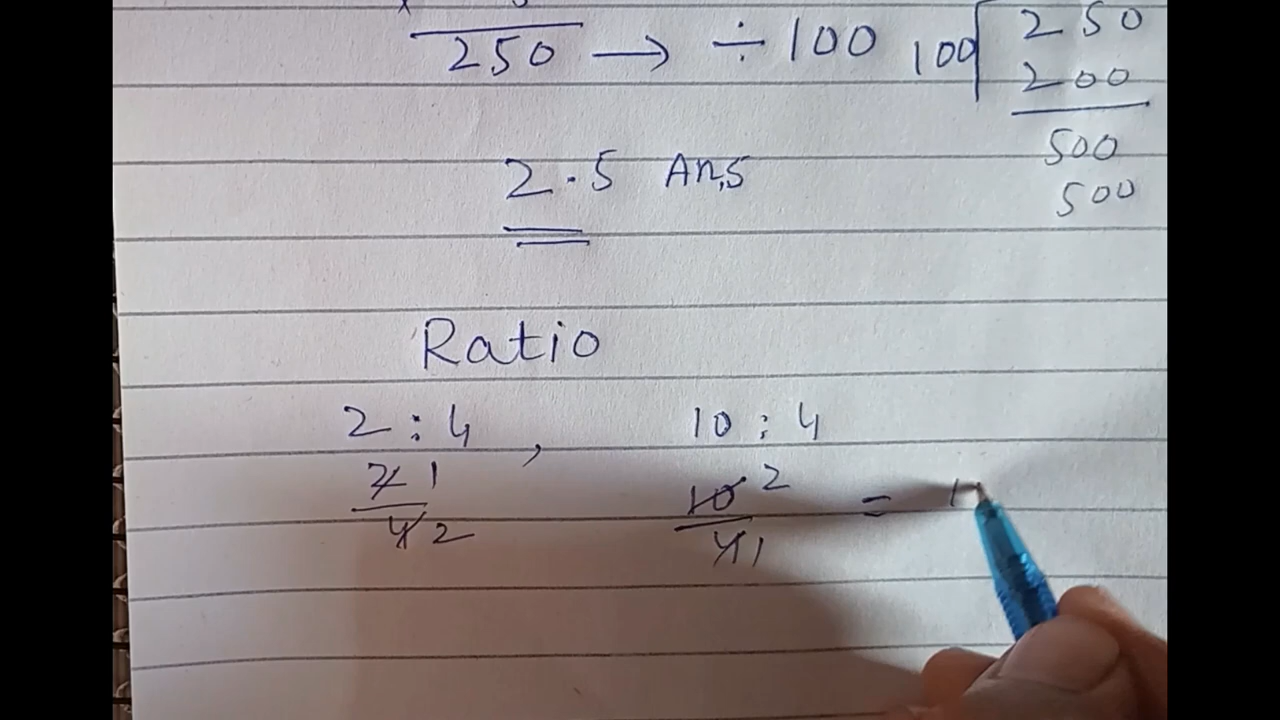 250 → ÷ 100 100 250
200
500
2.5 Ans
500
Ratio
2 : 4 , 10 : 4
2 1 10 2 = 1
4 2 4 1